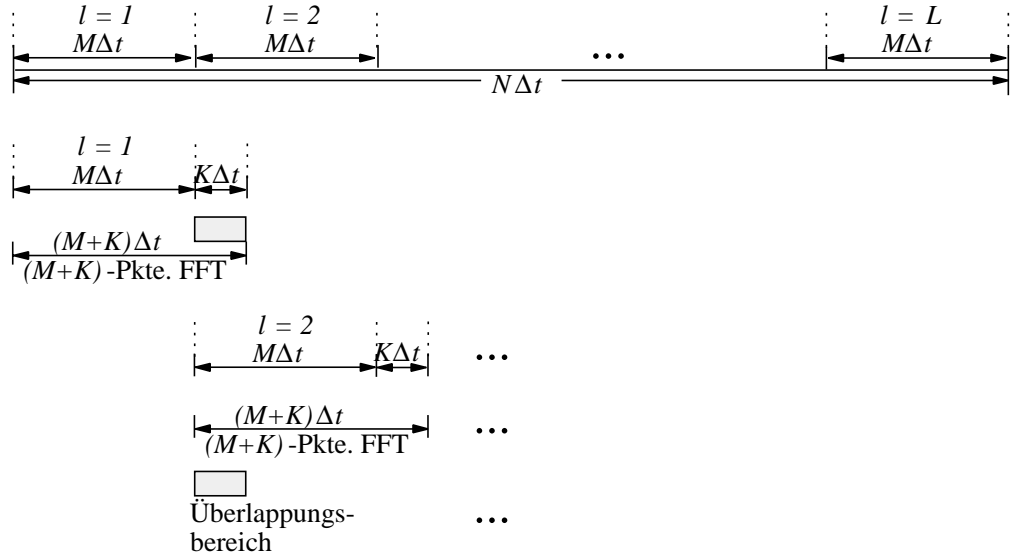 l = 1 l = 2 l = L
MΔt MΔt ... MΔt
NΔt
l = 1
MΔt KΔt
(M+K)Δt
(M+K)-Pkte. FFT
l = 2
MΔt KΔt ...
(M+K)Δt ...
(M+K)-Pkte. FFT
Überlappungs- ...
bereich